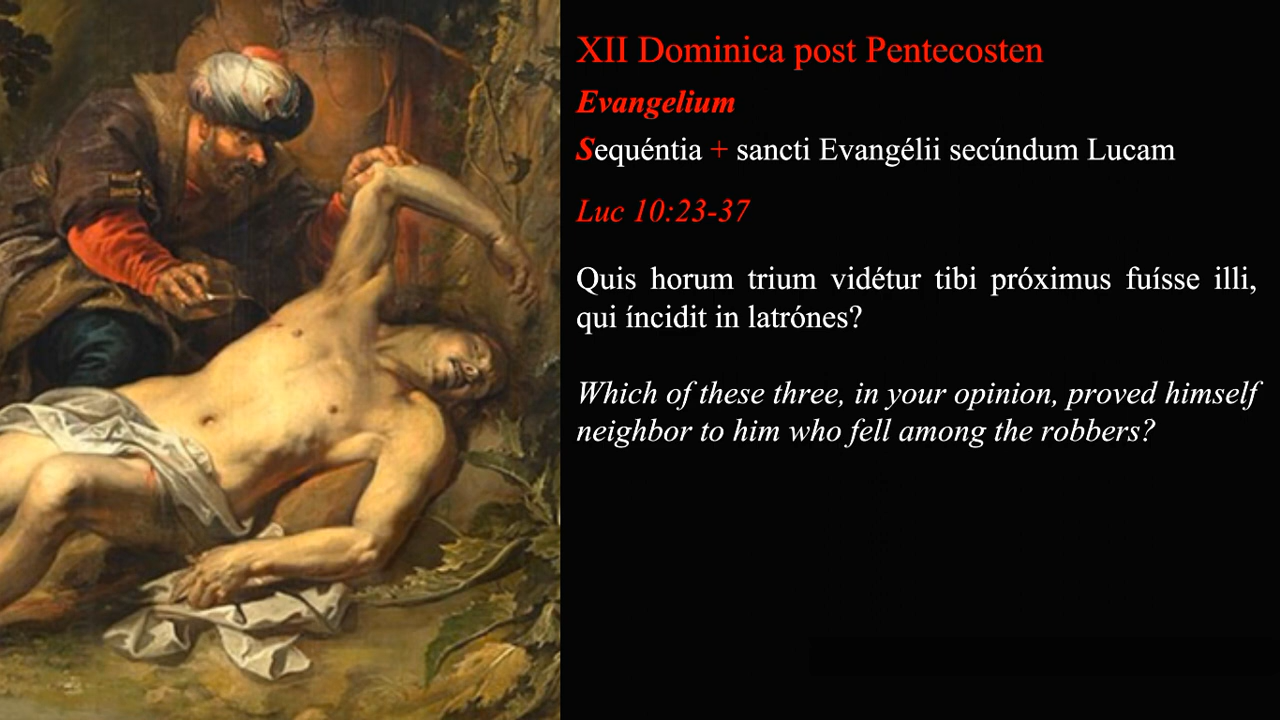 XII Dominica post Pentecosten
Evangelium
Sequéntia + sancti Evangélii secúndum Lucam
Luc 10:23-37
Quis horum trium vidétur tibi próximus fuísse illi,
qui íncidit in latrónes?
Which of these three, in your opinion, proved himself
neighbor to him who fell among the robbers?